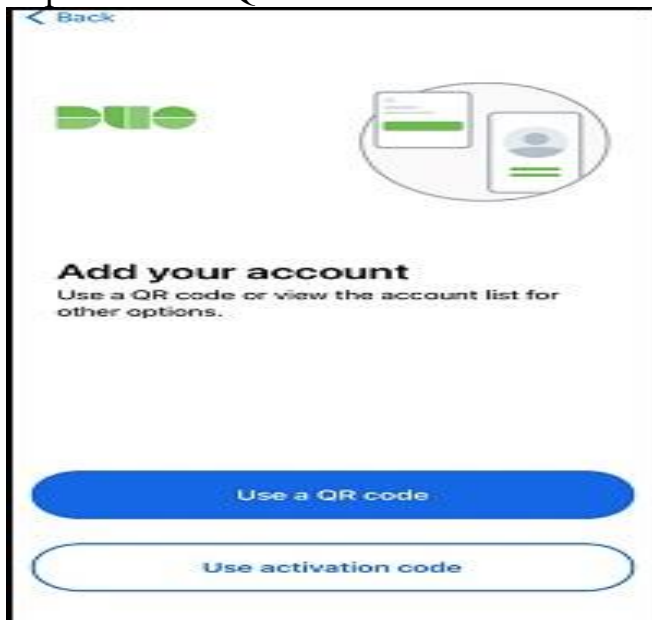 < Back
DUO
Add your account
Use a QR code or view the account list for
other options.
Use a QR code
Use activation code